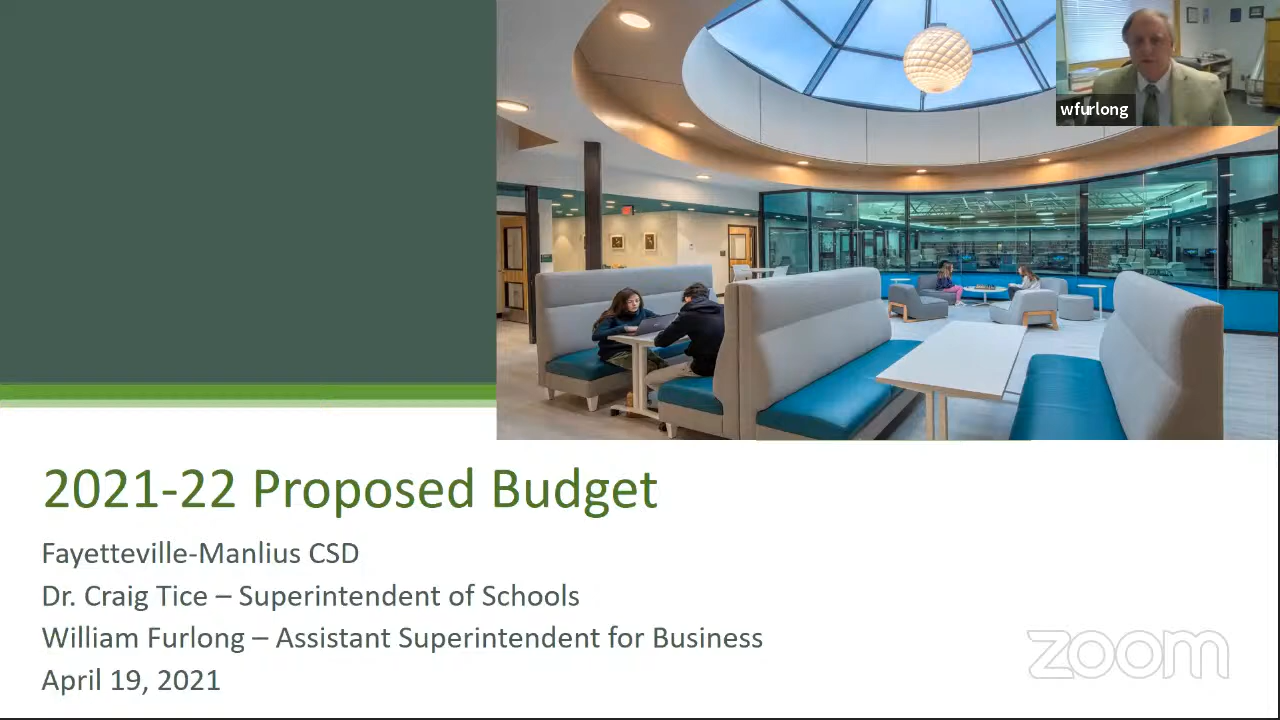 wfurlong
2021-22 Proposed Budget
Fayetteville-Manlius CSD
Dr. Craig Tice – Superintendent of Schools
William Furlong – Assistant Superintendent for Business
April 19, 2021
zoom